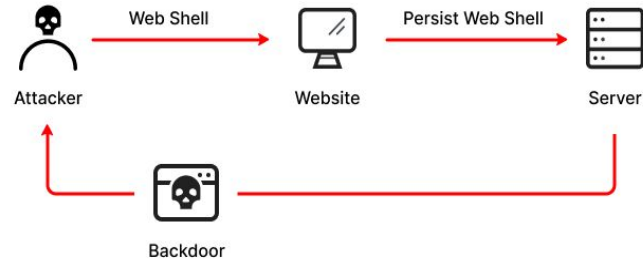 Web Shell
Persist Web Shell
Attacker
Website
Server
Backdoor